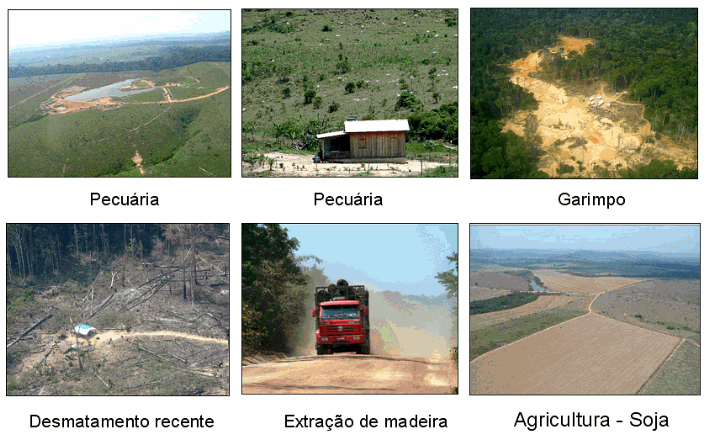 Pecuária
Pecuária
Garimpo
Desmatamento recente
Extração de madeira
Agricultura - Soja